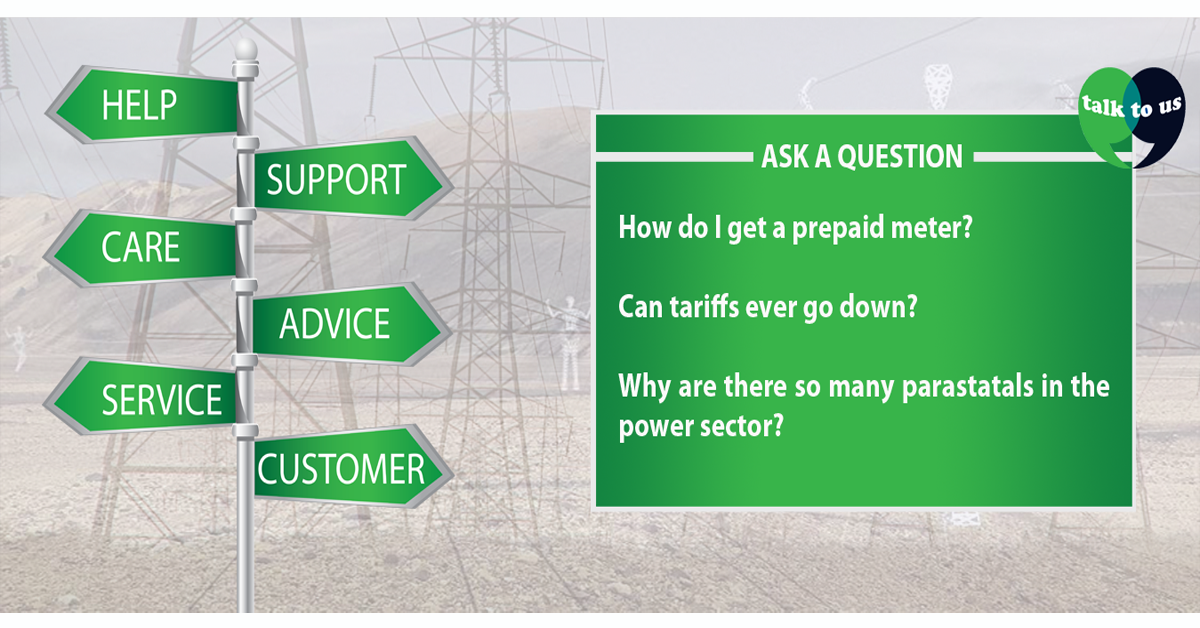 HELP
SUPPORT
CARE
ADVICE
SERVICE
CUSTOMER
talk to us
ASK A QUESTION
How do I get a prepaid meter?
Can tariffs ever go down?
Why are there so many parastatals in the
power sector?